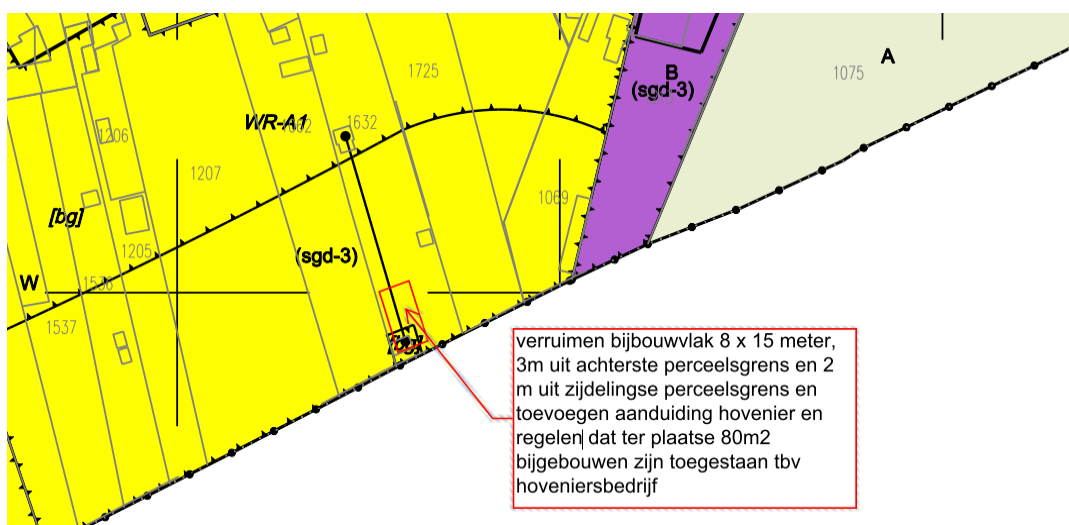 A
1075
1725
B
(sgd-3)
WR-A1
1632
1206
1207
1069
[bg]
1205
(sgd-3)
W
1536
1537
[bg]
verruimen bijbouwvlak 8 x 15 meter,
3m uit achterste perceelsgrens en 2
m uit zijdelingse perceelsgrens en
toevoegen aanduiding hovenier en
regelen dat ter plaatse 80m2
bijgebouwen zijn toegestaan tbv
hoveniersbedrijf